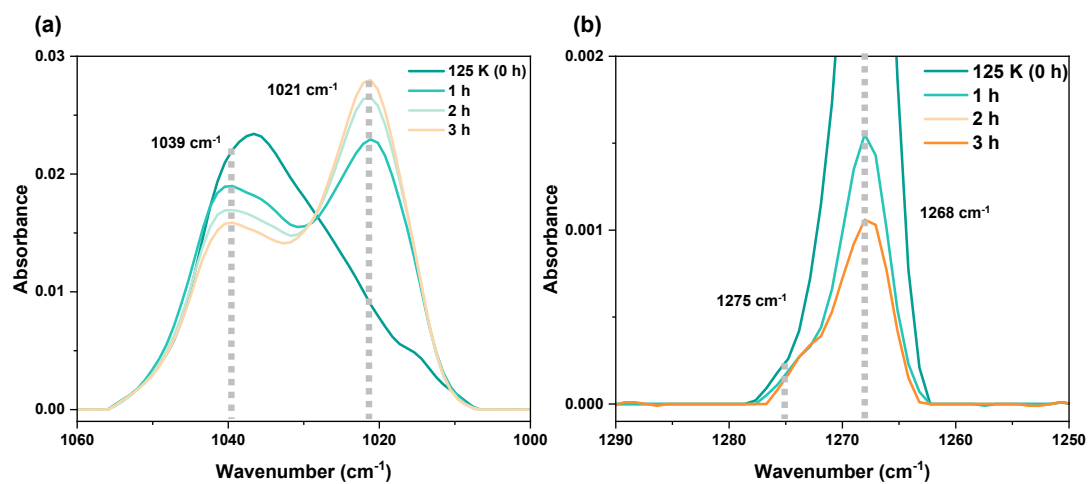 (a)
0.03
0.02
0.01
0.00
Absorbance
1060
1040
1020
1000
Wavenumber (cm⁻¹)
1039 cm⁻¹
1021 cm⁻¹
125 K (0 h)
1 h
2 h
3 h
(b)
0.002
0.001
0.000
Absorbance
1290
1280
1270
1260
1250
Wavenumber (cm⁻¹)
1275 cm⁻¹
1268 cm⁻¹
125 K (0 h)
1 h
2 h
3 h